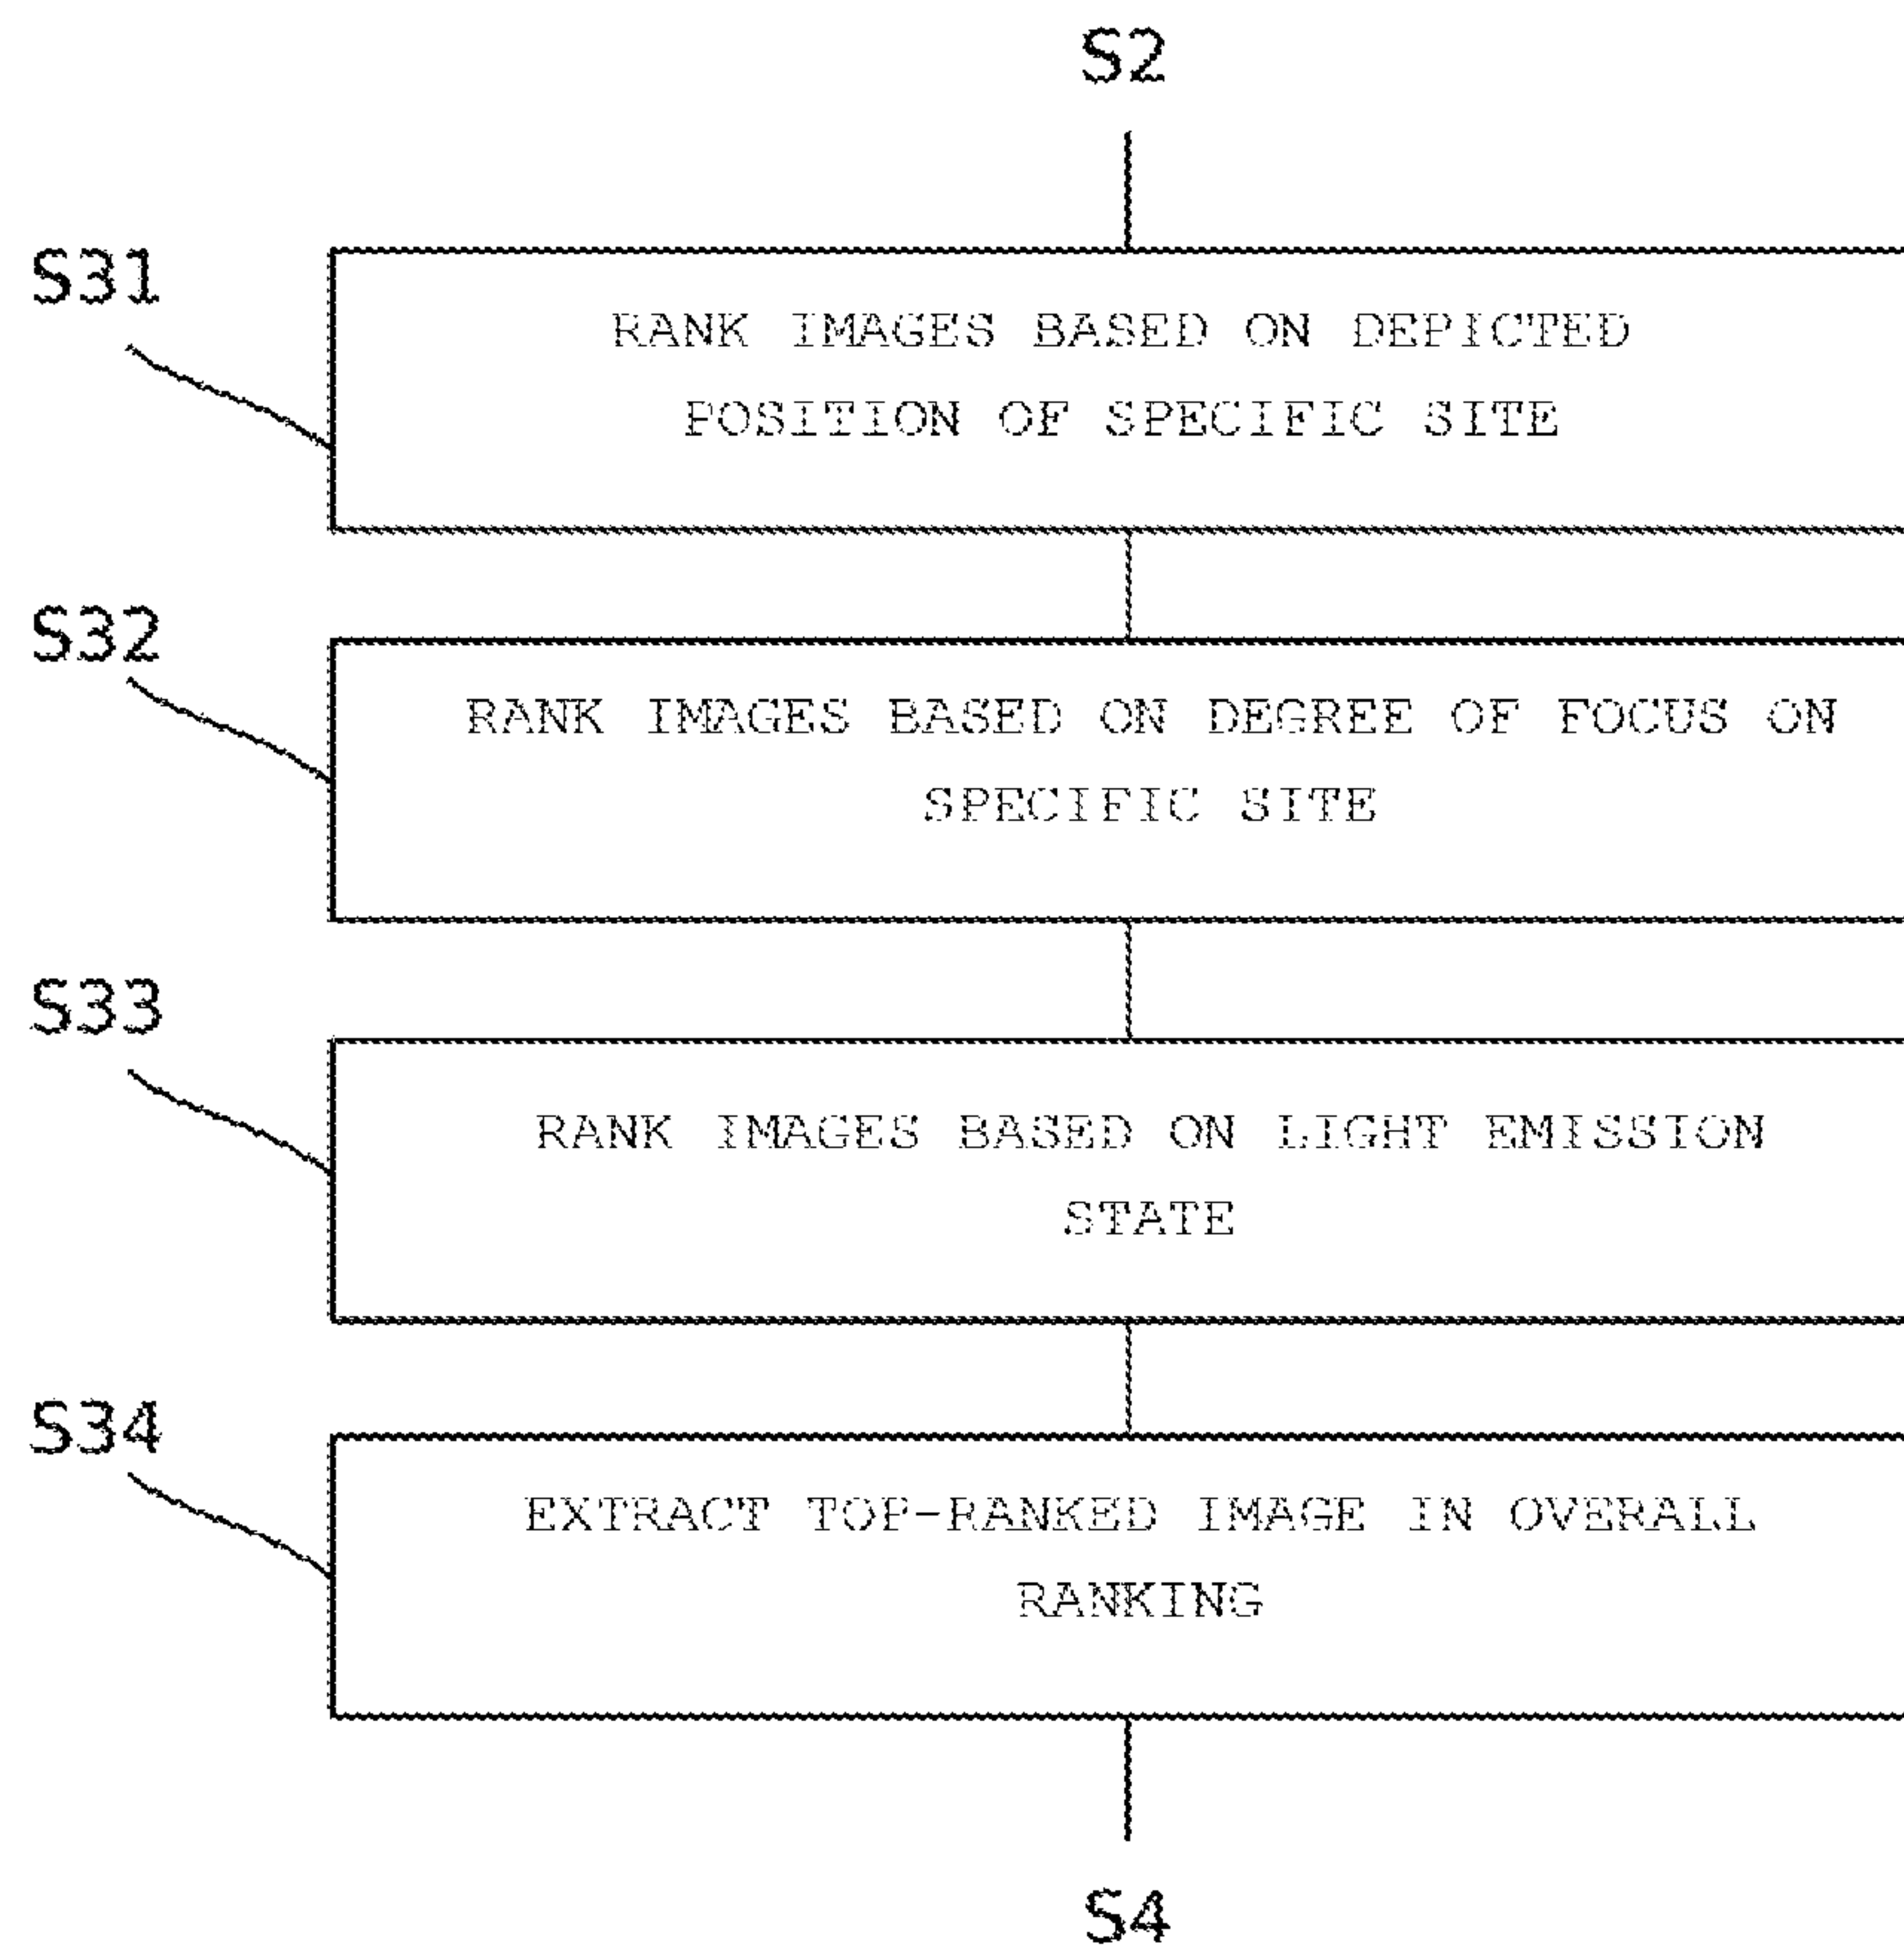 S2
S31
RANK IMAGES BASED ON DEPICTED
POSITION OF SPECIFIC SITE
S32
RANK IMAGES BASED ON DEGREE OF FOCUS ON
SPECIFIC SITE
S33
RANK IMAGES BASED ON LIGHT EMISSION
STATE
S34
EXTRACT TOP-RANKED IMAGE IN OVERALL
RANKING
S4